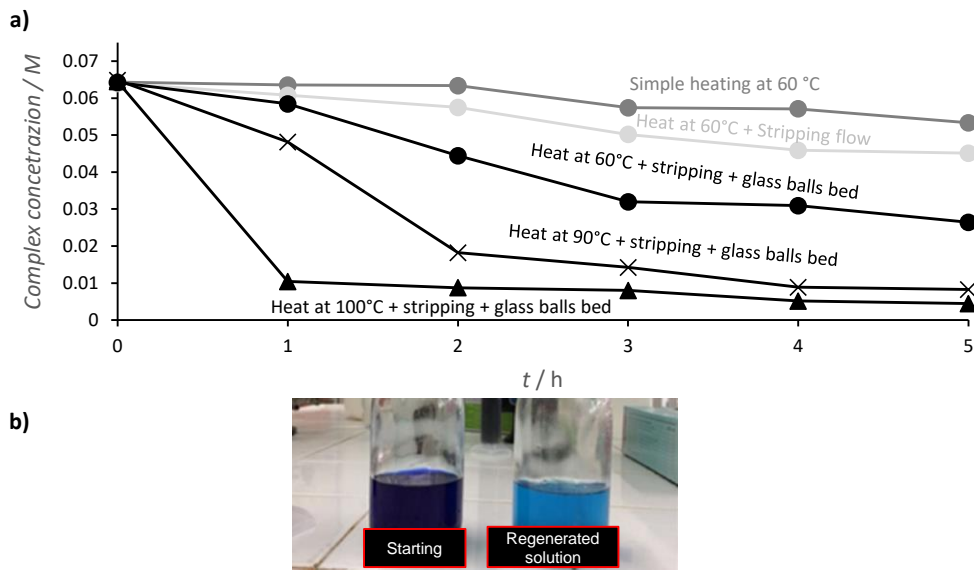 a)
Complex concetrazion / M
0.07
0.06
0.05
0.04
0.03
0.02
0.01
0
Simple heating at 60 °C
Heat at 60°C + Stripping flow
Heat at 60°C + stripping + glass balls bed
Heat at 90°C + stripping + glass balls bed
Heat at 100°C + stripping + glass balls bed
0 1 2 3 4 5
t / h
b)
Starting
Regenerated
solution